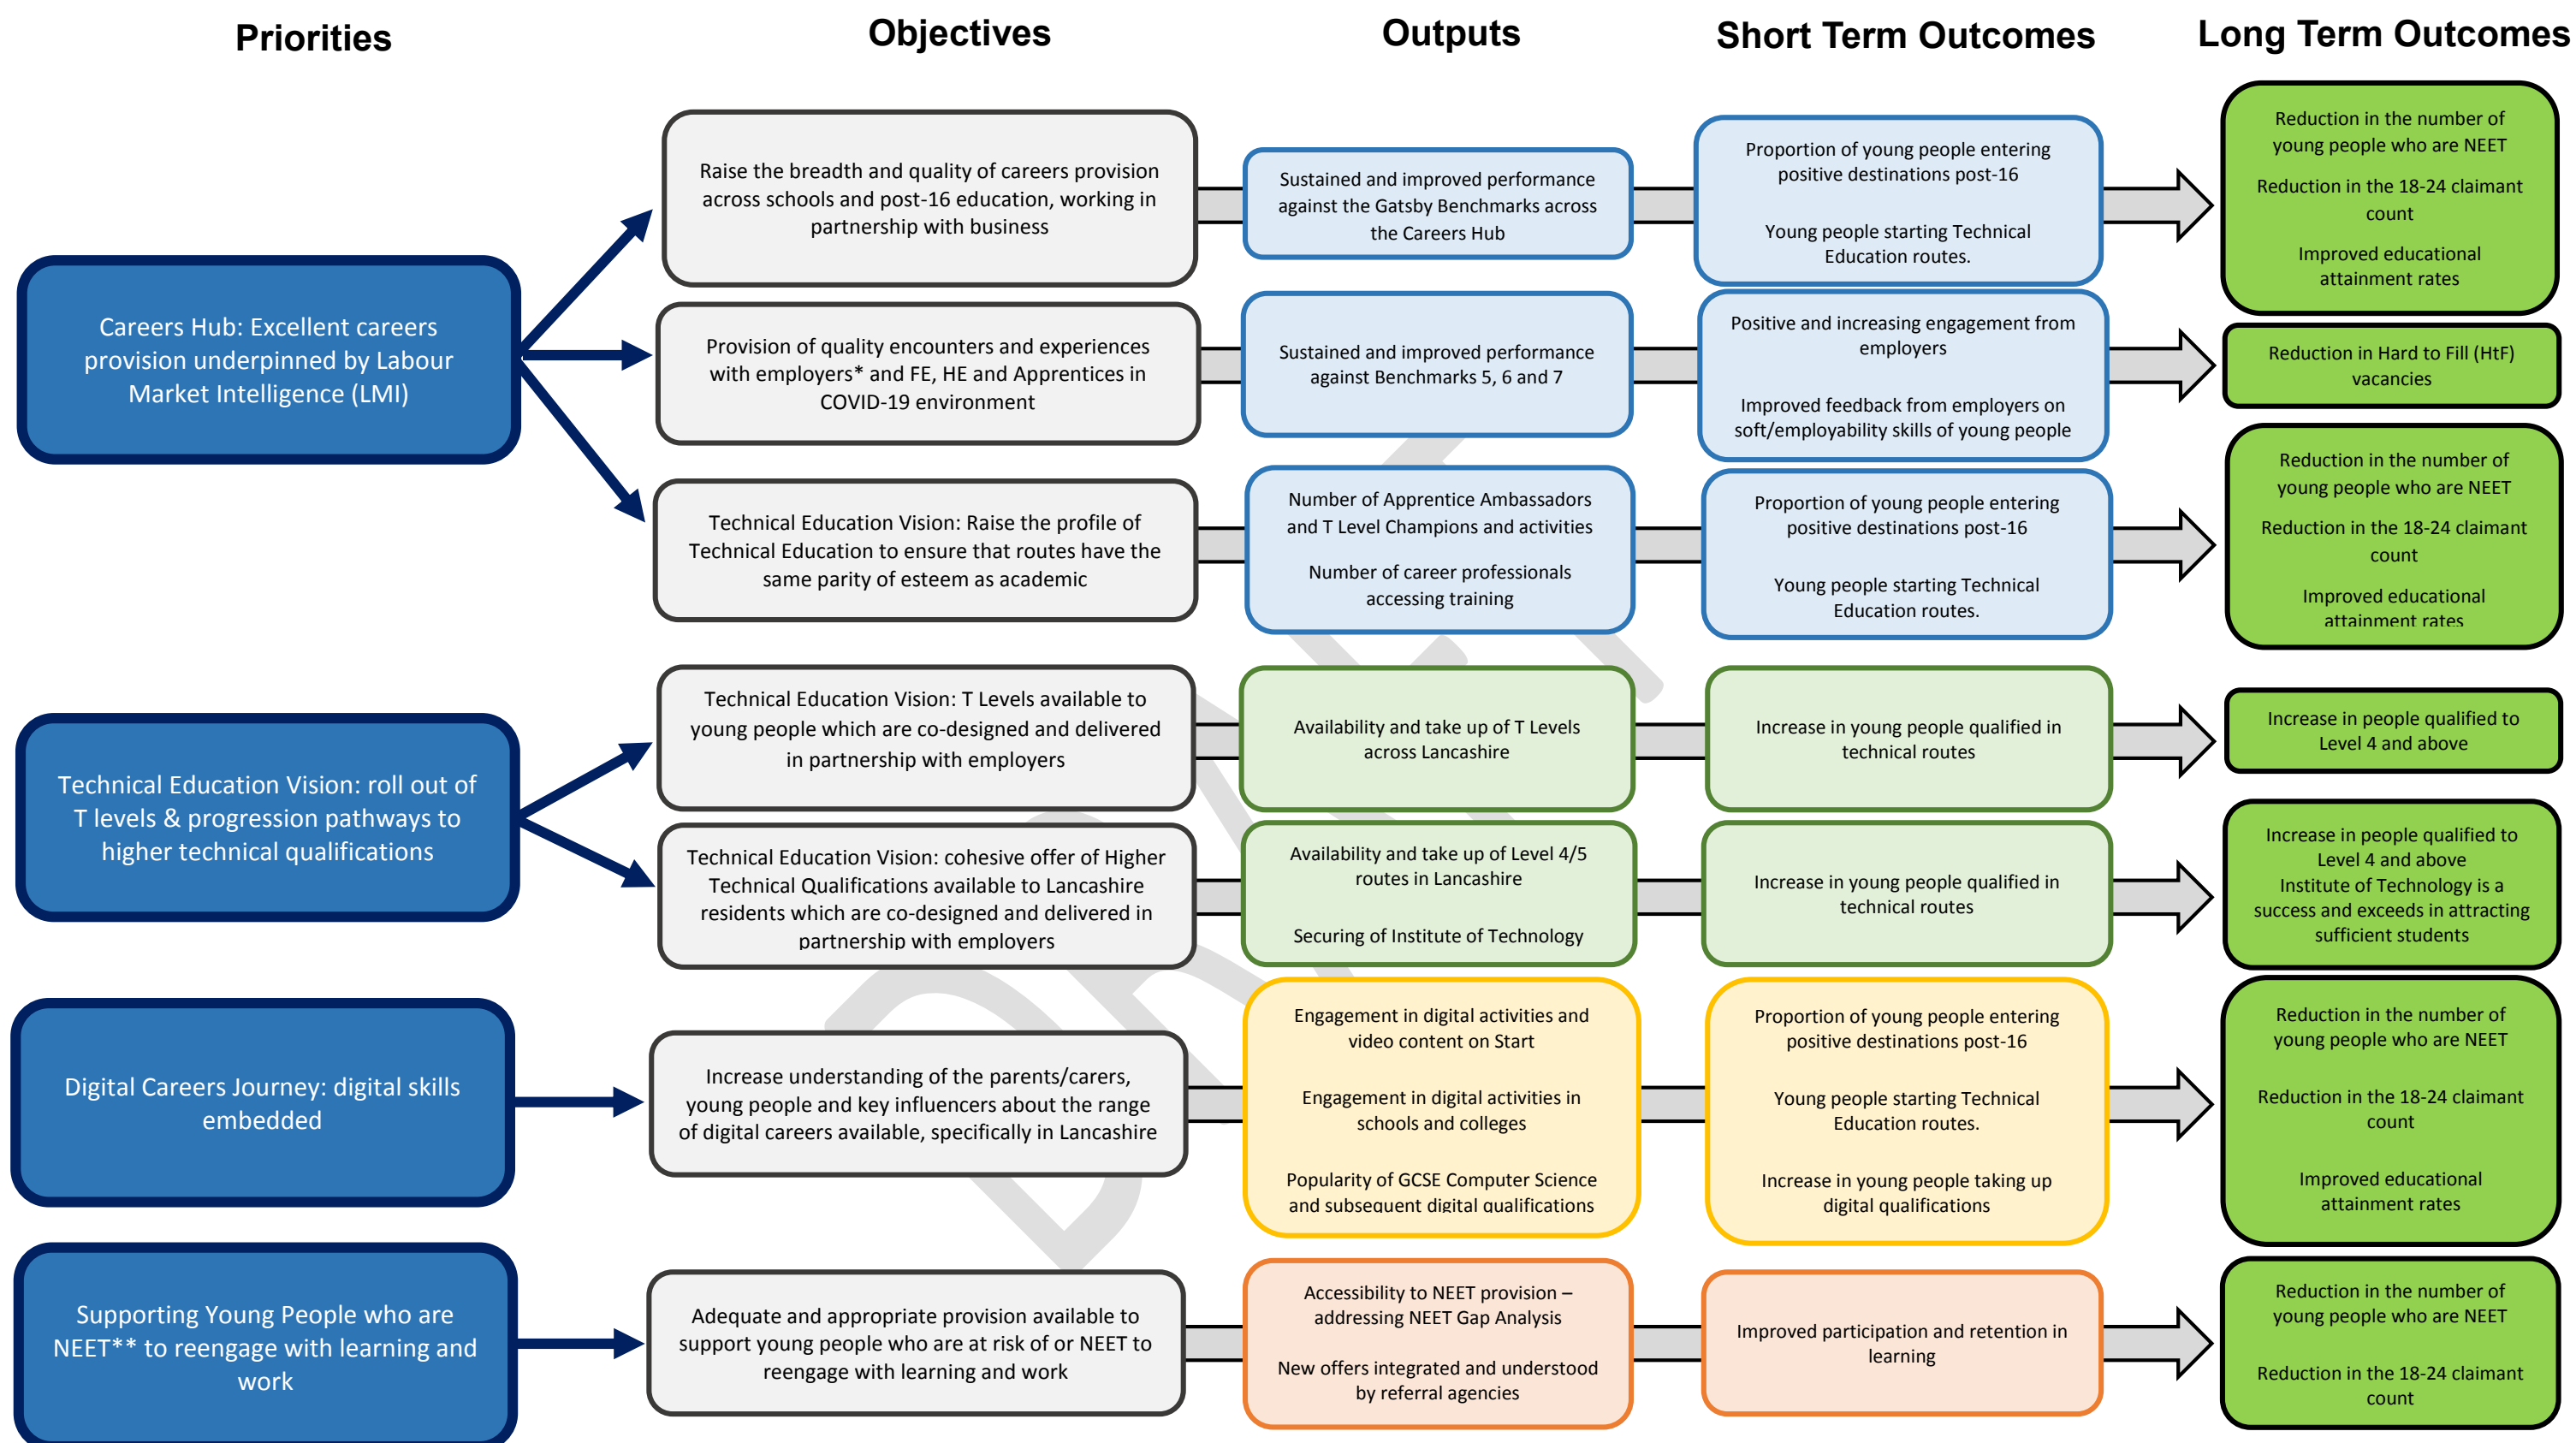 Priorities
Objectives
Outputs
Short Term Outcomes
Long Term Outcomes
Careers Hub: Excellent careers
provision underpinned by Labour
Market Intelligence (LMI)
Raise the breadth and quality of careers provision
across schools and post-16 education, working in
partnership with business
Sustained and improved performance
against the Gatsby Benchmarks across
the Careers Hub
Proportion of young people entering
positive destinations post-16
Young people starting Technical
Education routes.
Reduction in the number of
young people who are NEET
Reduction in the 18-24 claimant
count
Improved educational
attainment rates
Provision of quality encounters and experiences
with employers* and FE, HE and Apprentices in
COVID-19 environment
Sustained and improved performance
against Benchmarks 5, 6 and 7
Positive and increasing engagement from
employers
Improved feedback from employers on
soft/employability skills of young people
Reduction in Hard to Fill (HtF)
vacancies
Technical Education Vision: Raise the profile of
Technical Education to ensure that routes have the
same parity of esteem as academic
Number of Apprentice Ambassadors
and T Level Champions and activities
Number of career professionals
accessing training
Proportion of young people entering
positive destinations post-16
Young people starting Technical
Education routes.
Reduction in the number of
young people who are NEET
Reduction in the 18-24 claimant
count
Improved educational
attainment rates
Technical Education Vision: roll out of
T levels & progression pathways to
higher technical qualifications
Technical Education Vision: T Levels available to
young people which are co-designed and delivered
in partnership with employers
Availability and take up of T Levels
across Lancashire
Increase in young people qualified in
technical routes
Increase in people qualified to
Level 4 and above
Technical Education Vision: cohesive offer of Higher
Technical Qualifications available to Lancashire
residents which are co-designed and delivered in
partnership with employers
Availability and take up of Level 4/5
routes in Lancashire
Securing of Institute of Technology
Increase in young people qualified in
technical routes
Increase in people qualified to
Level 4 and above
Institute of Technology is a
success and exceeds in attracting
sufficient students
Digital Careers Journey: digital skills
embedded
Increase understanding of the parents/carers,
young people and key influencers about the range
of digital careers available, specifically in Lancashire
Engagement in digital activities and
video content on Start
Engagement in digital activities in
schools and colleges
Popularity of GCSE Computer Science
and subsequent digital qualifications
Proportion of young people entering
positive destinations post-16
Young people starting Technical
Education routes.
Increase in young people taking up
digital qualifications
Reduction in the number of
young people who are NEET
Reduction in the 18-24 claimant
count
Improved educational
attainment rates
Supporting Young People who are
NEET** to reengage with learning and
work
Adequate and appropriate provision available to
support young people who are at risk of or NEET to
reengage with learning and work
Accessibility to NEET provision –
addressing NEET Gap Analysis
New offers integrated and understood
by referral agencies
Improved participation and retention in
learning
Reduction in the number of
young people who are NEET
Reduction in the 18-24 claimant
count
DRAFT